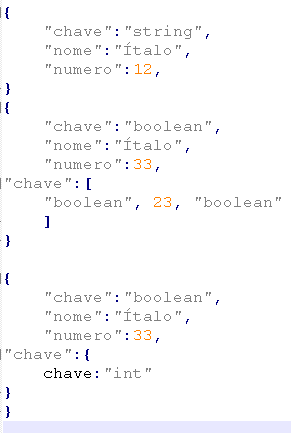 {
"chave":"string",
"nome":"Ítalo",
"numero":12,
}
{
"chave":"boolean",
"nome":"Ítalo",
"numero":33,
"chave":[
"boolean", 23, "boolean"
]
}
{
"chave":"boolean",
"nome":"Ítalo",
"numero":33,
"chave":{
chave:"int"
}
}